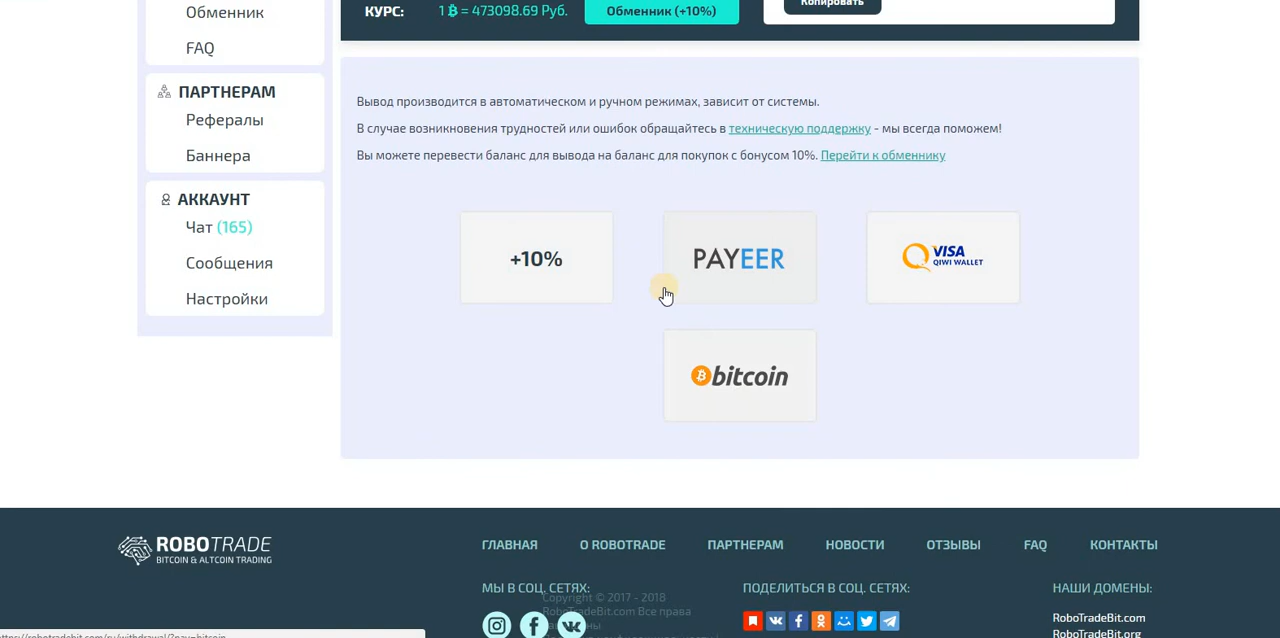 Обменник
FAQ
ПАРТНЕРАМ
Рефералы
Баннера
АККАУНТ
Чат (165)
Сообщения
Настройки
КУРС:
1 ₿ = 473098.69 Руб.
Обменник (+10%)
Копировать
Вывод производится в автоматическом и ручном режимах, зависит от системы.
В случае возникновения трудностей или ошибок обращайтесь в техническую поддержку - мы всегда поможем!
Вы можете перевести баланс для вывода на баланс для покупок с бонусом 10%. Перейти к обменнику
+10%
PAYEER
VISA
QIWI WALLET
bitcoin
ROBOTRADE
BITCOIN & ALTCOIN TRADING
ГЛАВНАЯ
О ROBOTRADE
ПАРТНЕРАМ
НОВОСТИ
ОТЗЫВЫ
FAQ
КОНТАКТЫ
МЫ В СОЦ. СЕТЯХ:
Copyright © 2017 - 2018
RoboTradeBit.com Все права
ПОДЕЛИТЬСЯ В СОЦ. СЕТЯХ:
НАШИ ДОМЕНЫ:
RoboTradeBit.com
RoboTradeBit.org